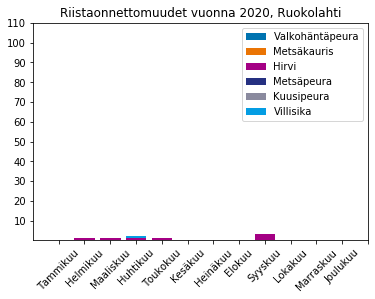 Riistaonnettomuudet vuonna 2020, Ruokolahti
110
100
90
80
70
60
50
40
30
20
10
Valkohäntäpeura
Metsäkauris
Hirvi
Metsäpeura
Kuusipeura
Villisika
Tammikuu
Helmikuu
Maaliskuu
Huhtikuu
Toukokuu
Kesäkuu
Heinäkuu
Elokuu
Syyskuu
Lokakuu
Marraskuu
Joulukuu